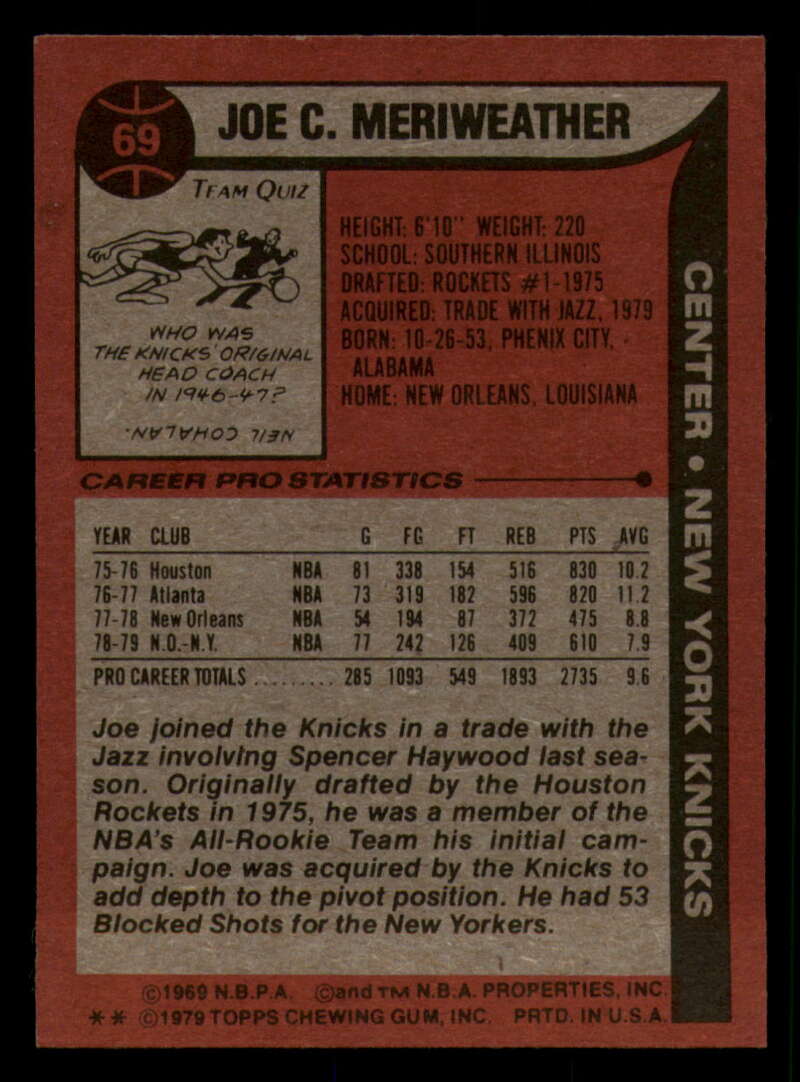 69
JOE C. MERIWEATHER
TEAM QUIZ
WHO WAS
THE KNICKS' ORIGINAL
HEAD COACH
IN 1946-47?
NEIL COHALAN.
HEIGHT: 6'10" WEIGHT: 220
SCHOOL: SOUTHERN ILLINOIS
DRAFTED: ROCKETS #1-1975
ACQUIRED: TRADE WITH JAZZ, 1979
BORN: 10-26-53, PHENIX CITY,
ALABAMA
HOME: NEW ORLEANS, LOUISIANA
CENTER • NEW YORK KNICKS
CAREER PRO STATISTICS
YEAR CLUB G FG FT REB PTS AVG
75-76 Houston NBA 81 338 154 516 830 10.2
76-77 Atlanta NBA 73 319 182 596 820 11.2
77-78 New Orleans NBA 54 194 87 372 475 8.8
78-79 N.O.-N.Y. NBA 77 242 126 409 610 7.9
PRO CAREER TOTALS ......... 285 1093 549 1893 2735 9.6
Joe joined the Knicks in a trade with the
Jazz involving Spencer Haywood last sea-
son. Originally drafted by the Houston
Rockets in 1975, he was a member of the
NBA's All-Rookie Team his initial cam-
paign. Joe was acquired by the Knicks to
add depth to the pivot position. He had 53
Blocked Shots for the New Yorkers.
©1969 N.B.P.A. ©and TM N.B.A. PROPERTIES, INC.
** ©1979 TOPPS CHEWING GUM, INC. PRTD. IN U.S.A.